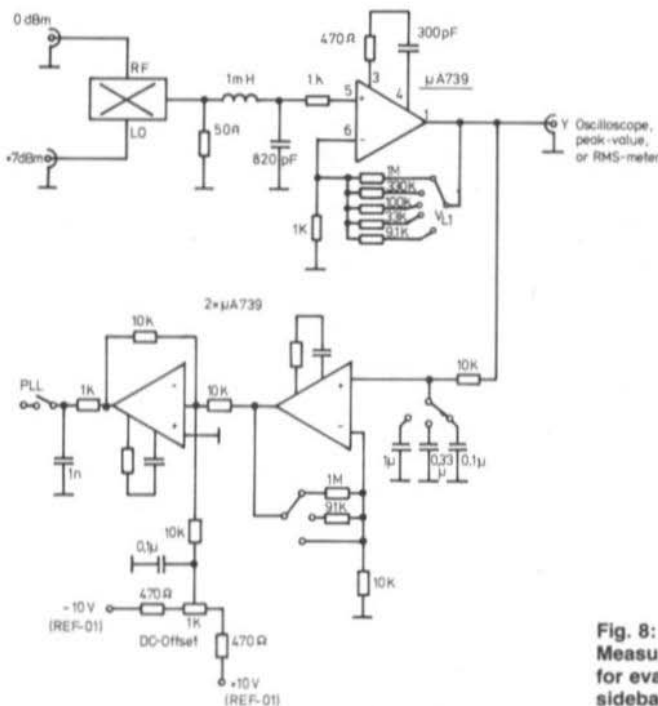 0 dBm
470Ω
300pF
3
μA739
RF
1mH
1K
5
+
4
1
Y Oscilloscope,
peak-value,
or RMS-meter
LO
+7dBm
50Ω
820pF
6
-
1M
330K
100K
33K
9.1K
VL1
1K
2×μA739
10K
PLL
1K
-
+
10K
+
-
10K
1n
1μ
0,33
μ
0,1μ
1M
91K
10K
0,1μ
10K
470Ω
-10V
(REF-01)
1K
DC-Offset
470Ω
+10V
(REF-01)
Fig. 8:
Measu
for eva
sideba